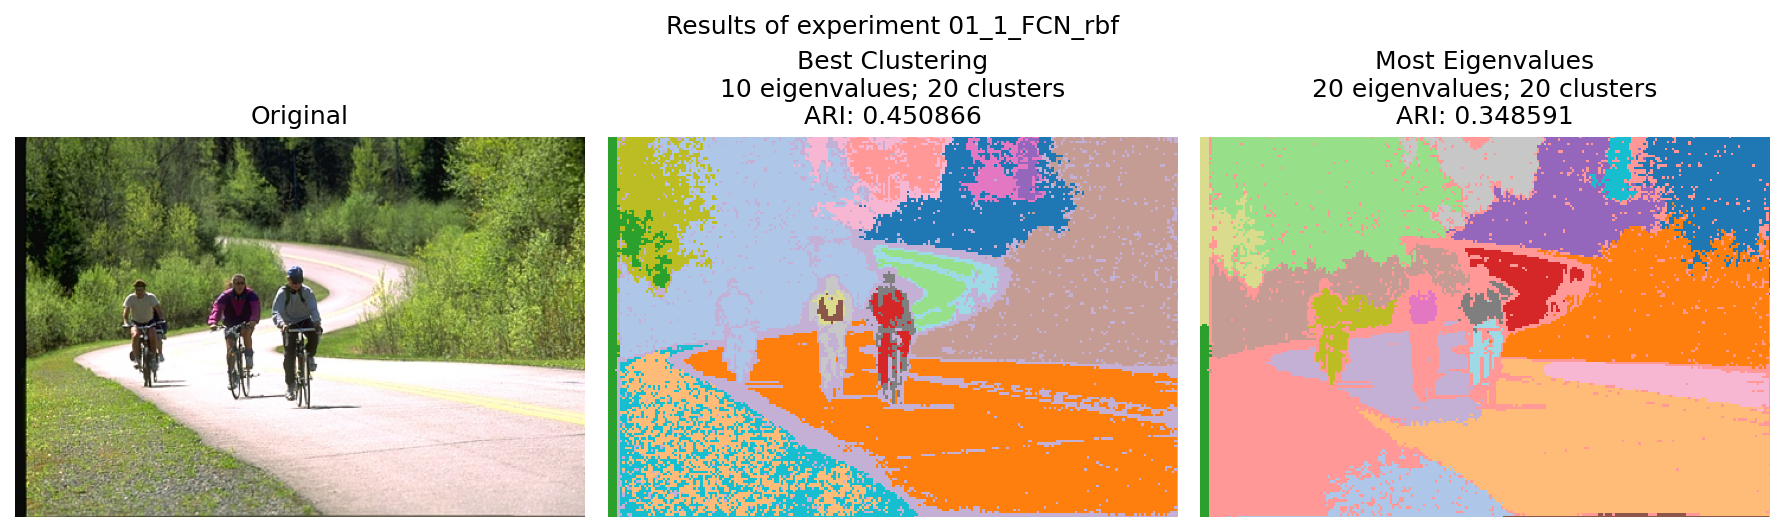 Results of experiment 01_1_FCN_rbf
Original
Best Clustering
10 eigenvalues; 20 clusters
ARI: 0.450866
Most Eigenvalues
20 eigenvalues; 20 clusters
ARI: 0.348591